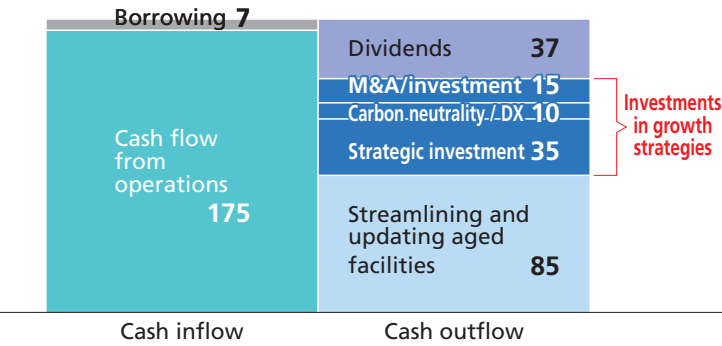 Borrowing 7
Cash flow
from
operations
175
Dividends 37
M&A/investment 15
Carbon neutrality / DX 10
Strategic investment 35
Streamlining and
updating aged
facilities 85
Investments
in growth
strategies
Cash inflow
Cash outflow